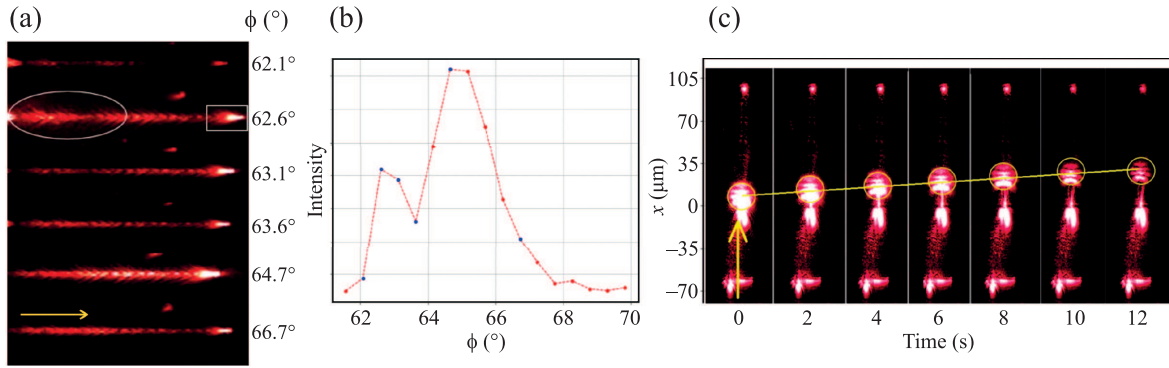 (a)
ϕ (°)
62.1°
62.6°
63.1°
63.6°
64.7°
66.7°
(b)
Intensity
62 64 66 68 70
ϕ (°)
(c)
105
70
35
0
–35
–70
x (μm)
0 2 4 6 8 10 12
Time (s)